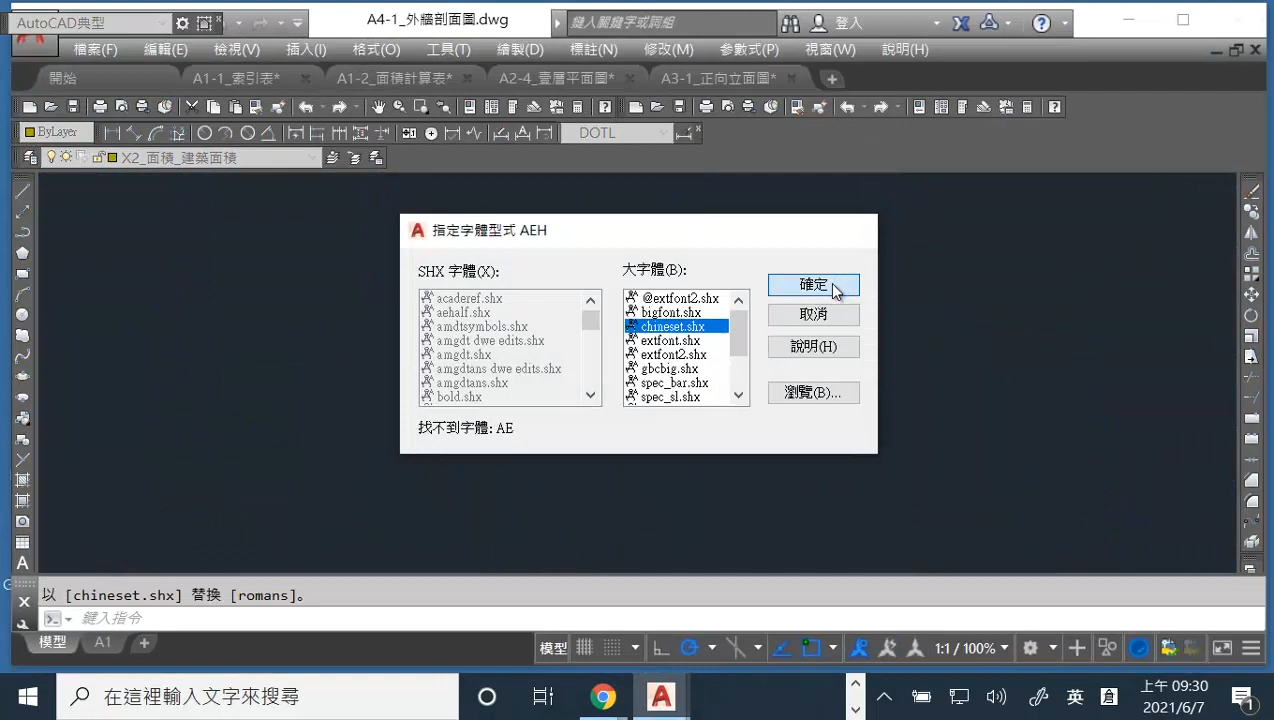 AutoCAD典型
A4-1_外牆剖面圖.dwg
鍵入關鍵字或詞組
登入
檔案(F)
編輯(E)
檢視(V)
插入(I)
格式(O)
工具(T)
繪製(D)
標註(N)
修改(M)
參數式(P)
視窗(W)
說明(H)
開始
A1-1_索引表*
A1-2_面積計算表*
A2-4_壹層平面圖*
A3-1_正向立面圖*
ByLayer
DOTL
X2_面積_建築面積
指定字體型式 AEH
SHX 字體(X):
大字體(B):
acaderef.shx
aehalf.shx
amdtsymbols.shx
amgdt dwe edits.shx
amgdt.shx
amgdtans dwe edits.shx
amgdtans.shx
bold.shx
@extfont2.shx
bigfont.shx
chineset.shx
extfont.shx
extfont2.shx
gbcbig.shx
spec_bar.shx
spec_sl.shx
確定
取消
說明(H)
瀏覽(B)...
找不到字體: AE
以 [chineset.shx] 替換 [romans]。
鍵入指令
模型
A1
模型
1:1 / 100%
在這裡輸入文字來搜尋
英
倉
上午 09:30
2021/6/7
1